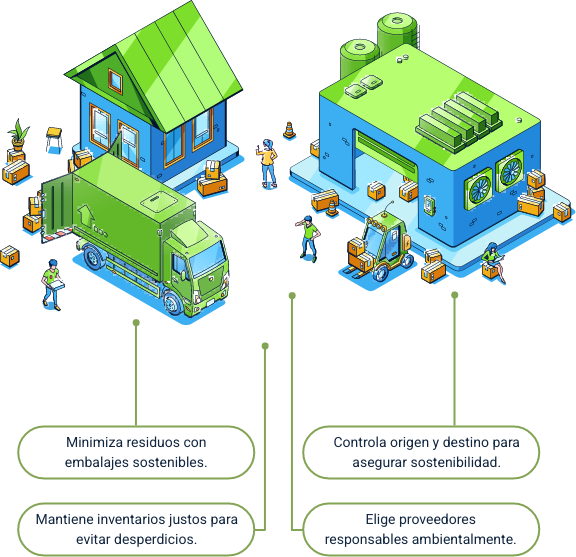 Minimiza residuos con
embalajes sostenibles.
Controla origen y destino para
asegurar sostenibilidad.
Mantiene inventarios justos para
evitar desperdicios.
Elige proveedores
responsables ambientalmente.